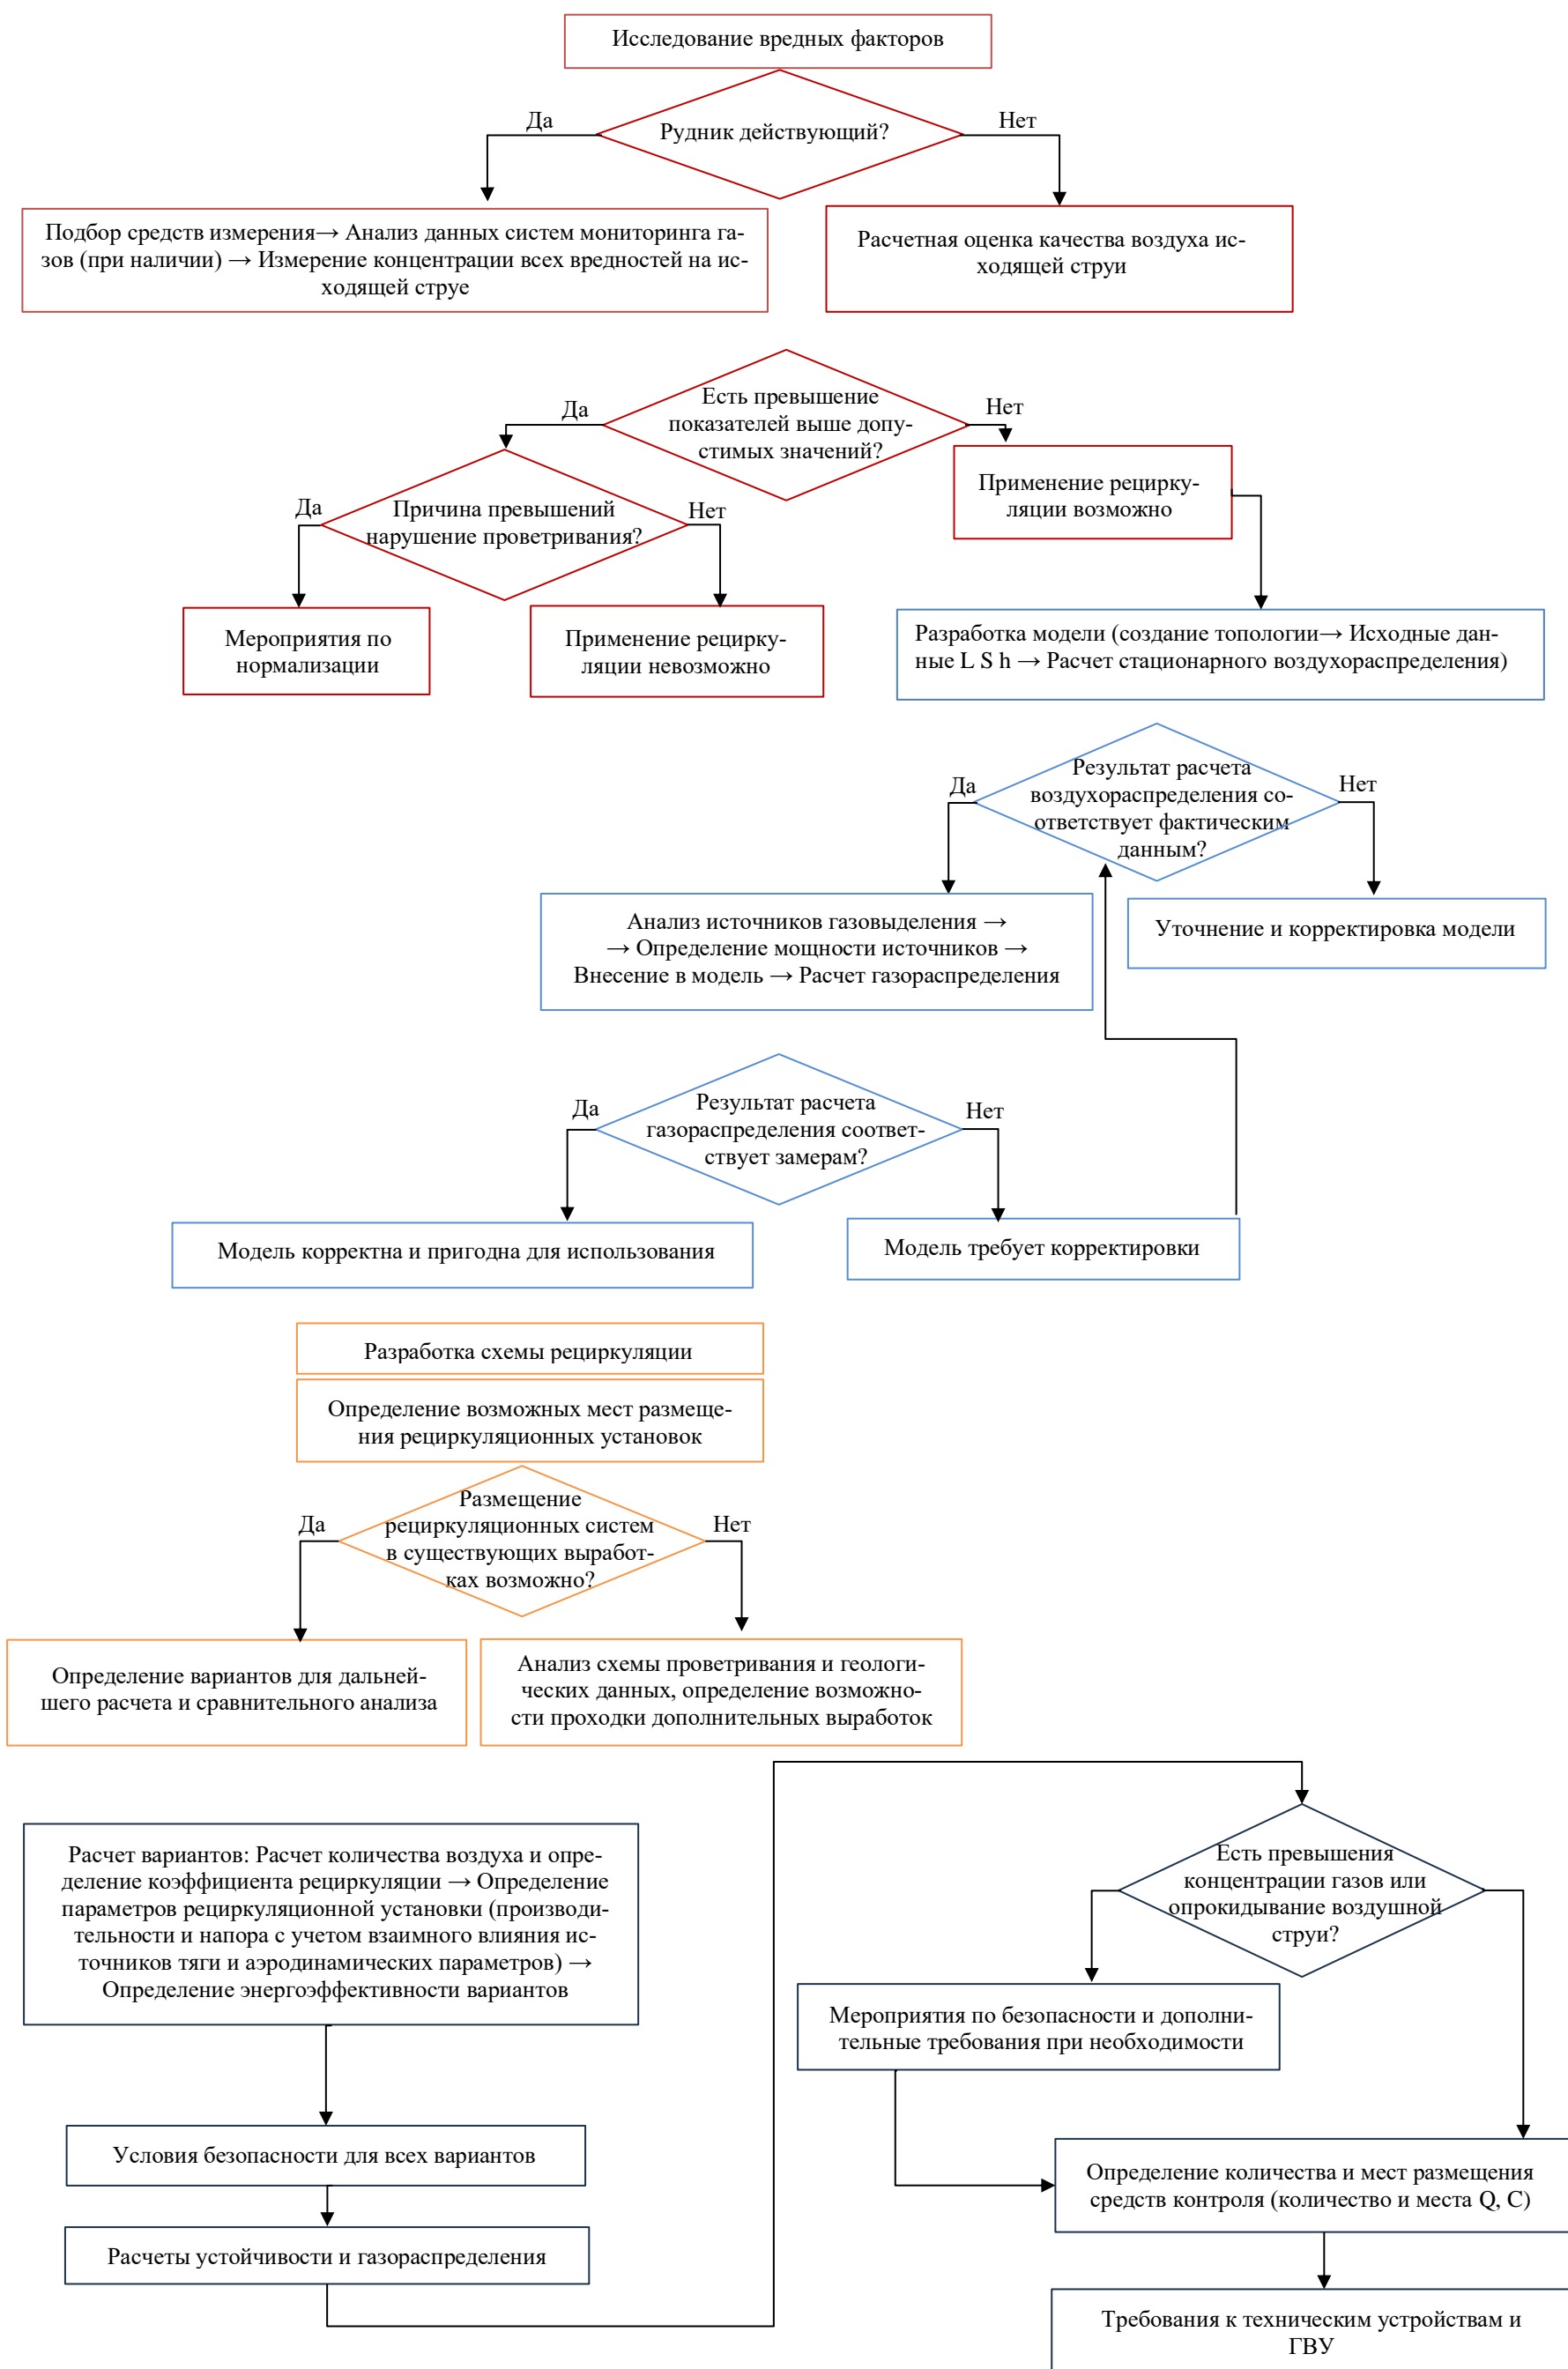 Исследование вредных факторов
Да
Рудник действующий?
Нет
Подбор средств измерения→ Анализ данных систем мониторинга га-
зов (при наличии) → Измерение концентрации всех вредностей на ис-
ходящей струе
Расчетная оценка качества воздуха ис-
ходящей струи
Да
Есть превышение
показателей выше допу-
стимых значений?
Нет
Да
Причина превышений
нарушение проветривания?
Нет
Применение рецирку-
ляции возможно
Мероприятия по
нормализации
Применение рецирку-
ляции невозможно
Разработка модели (создание топологии→ Исходные дан-
ные L S h → Расчет стационарного воздухораспределения)
Да
Результат расчета
воздухораспределения со-
ответствует фактическим
данным?
Нет
Анализ источников газовыделения →
→ Определение мощности источников →
Внесение в модель → Расчет газораспределения
Уточнение и корректировка модели
Да
Результат расчета
газораспределения соответ-
ствует замерам?
Нет
Модель корректна и пригодна для использования
Модель требует корректировки
Разработка схемы рециркуляции
Определение возможных мест размеще-
ния рециркуляционных установок
Да
Размещение
рециркуляционных систем
в существующих выработ-
ках возможно?
Нет
Определение вариантов для дальней-
шего расчета и сравнительного анализа
Анализ схемы проветривания и геологи-
ческих данных, определение возможно-
сти проходки дополнительных выработок
Расчет вариантов: Расчет количества воздуха и опре-
деление коэффициента рециркуляции → Определение
параметров рециркуляционной установки (производи-
тельности и напора с учетом взаимного влияния ис-
точников тяги и аэродинамических параметров) →
Определение энергоэффективности вариантов
Условия безопасности для всех вариантов
Расчеты устойчивости и газораспределения
Есть превышения
концентрации газов или
опрокидывание воздушной
струи?
Мероприятия по безопасности и дополни-
тельные требования при необходимости
Определение количества и мест размещения
средств контроля (количество и места Q, C)
Требования к техническим устройствам и
ГВУ